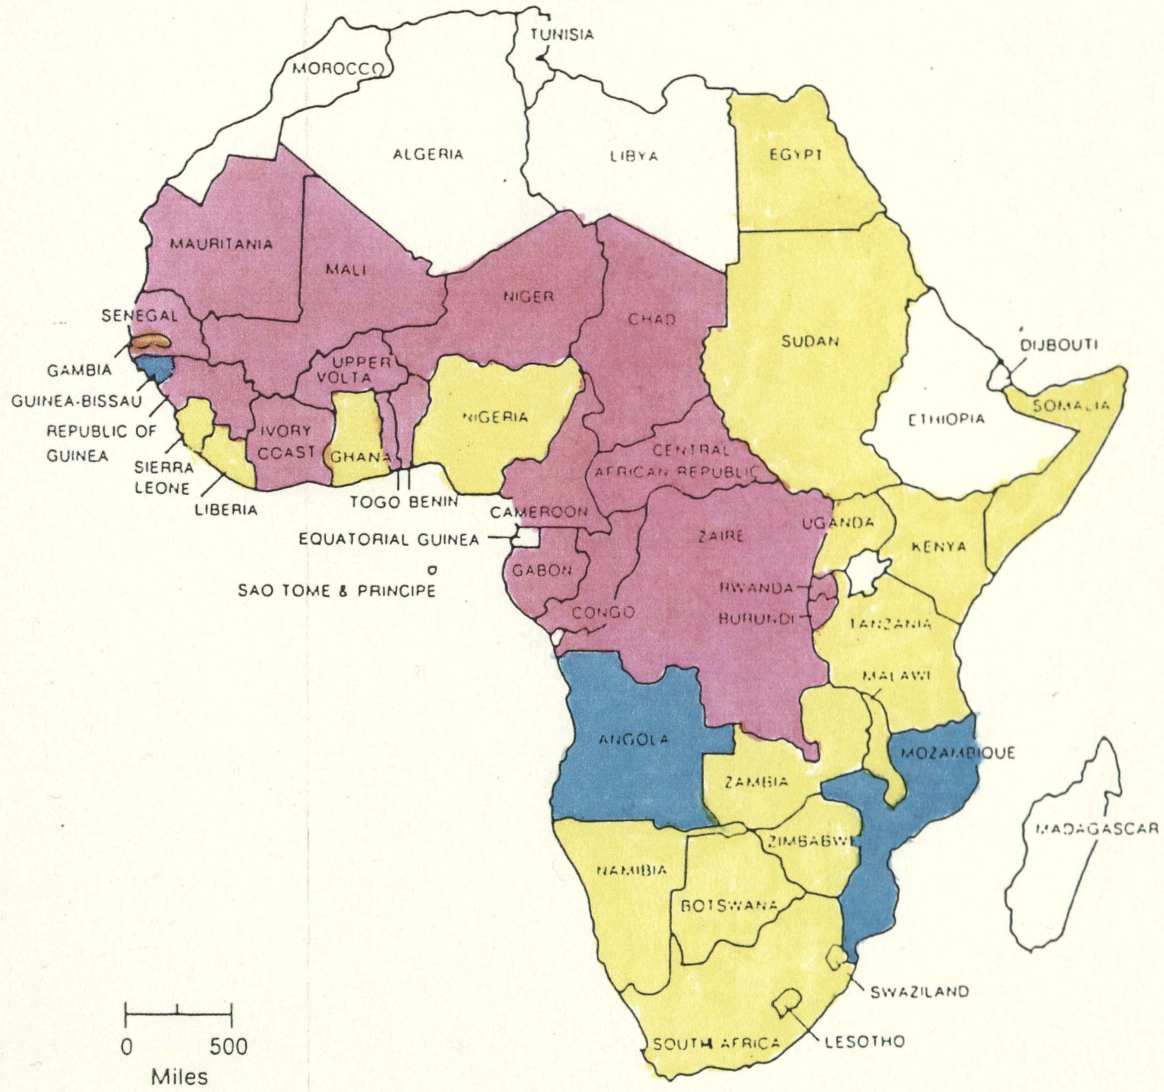 TUNISIA
MOROCCO
ALGERIA
LIBYA
EGYPT
MAURITANIA
MALI
NIGER
CHAD
SUDAN
SENEGAL
GAMBIA
GUINEA-BISSAU
REPUBLIC OF
GUINEA
SIERRA
LEONE
LIBERIA
UPPER
VOLTA
IVORY
COAST
GHANA
TOGO
BENIN
NIGERIA
DIJBOUTI
ETHIOPIA
SOMALIA
CENTRAL
AFRICAN REPUBLIC
CAMEROON
EQUATORIAL GUINEA
SAO TOME & PRINCIPE
GABON
CONGO
ZAIRE
UGANDA
KENYA
RWANDA
BURUNDI
TANZANIA
MALAWI
ANGOLA
ZAMBIA
MOZAMBIQUE
ZIMBABWE
NAMIBIA
BOTSWANA
MADAGASCAR
SWAZILAND
LESOTHO
SOUTH AFRICA
0 500
Miles